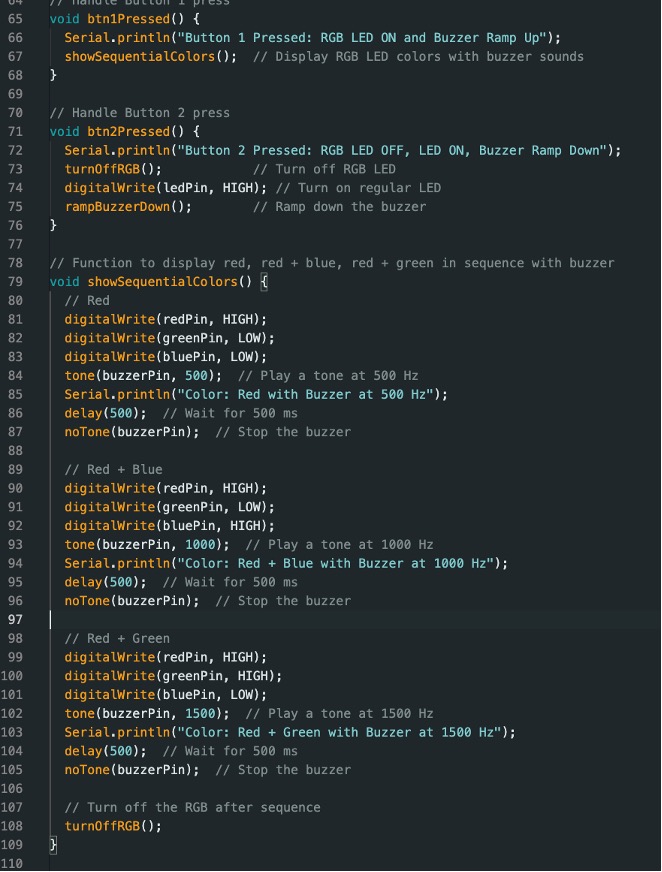 64 // Handle Button 1 press
65 void btn1Pressed() {
66   Serial.println("Button 1 Pressed: RGB LED ON and Buzzer Ramp Up");
67   showSequentialColors();  // Display RGB LED colors with buzzer sounds
68 }
69
70 // Handle Button 2 press
71 void btn2Pressed() {
72   Serial.println("Button 2 Pressed: RGB LED OFF, LED ON, Buzzer Ramp Down");
73   turnOffRGB();            // Turn off RGB LED
74   digitalWrite(ledPin, HIGH); // Turn on regular LED
75   rampBuzzerDown();        // Ramp down the buzzer
76 }
77
78 // Function to display red, red + blue, red + green in sequence with buzzer
79 void showSequentialColors() {
80   // Red
81   digitalWrite(redPin, HIGH);
82   digitalWrite(greenPin, LOW);
83   digitalWrite(bluePin, LOW);
84   tone(buzzerPin, 500);  // Play a tone at 500 Hz
85   Serial.println("Color: Red with Buzzer at 500 Hz");
86   delay(500);  // Wait for 500 ms
87   noTone(buzzerPin);  // Stop the buzzer
88
89   // Red + Blue
90   digitalWrite(redPin, HIGH);
91   digitalWrite(greenPin, LOW);
92   digitalWrite(bluePin, HIGH);
93   tone(buzzerPin, 1000);  // Play a tone at 1000 Hz
94   Serial.println("Color: Red + Blue with Buzzer at 1000 Hz");
95   delay(500);  // Wait for 500 ms
96   noTone(buzzerPin);  // Stop the buzzer
97
98   // Red + Green
99   digitalWrite(redPin, HIGH);
100   digitalWrite(greenPin, HIGH);
101   digitalWrite(bluePin, LOW);
102   tone(buzzerPin, 1500);  // Play a tone at 1500 Hz
103   Serial.println("Color: Red + Green with Buzzer at 1500 Hz");
104   delay(500);  // Wait for 500 ms
105   noTone(buzzerPin);  // Stop the buzzer
106
107   // Turn off the RGB after sequence
108   turnOffRGB();
109 }
110